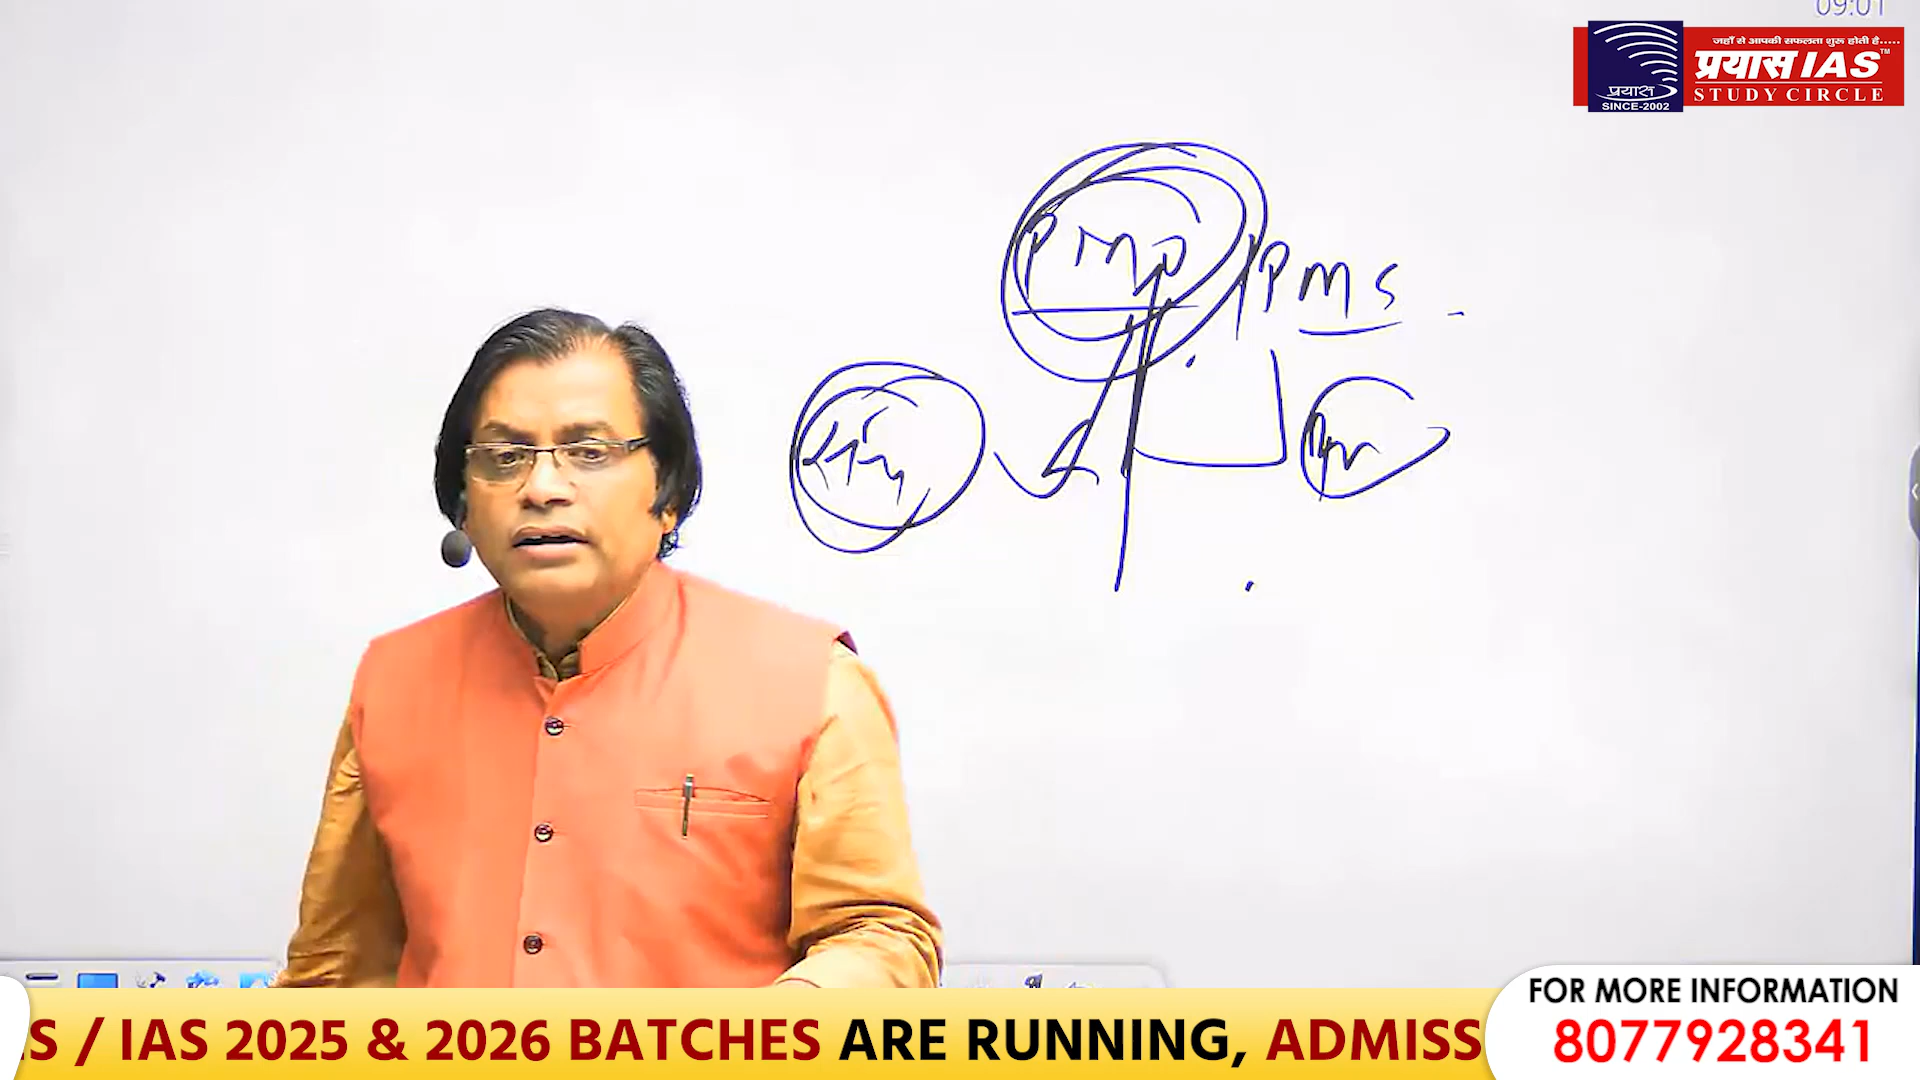 09:01
जहाँ से आपकी सफलता शुरू होती है.....
प्रयास IAS TM
STUDY CIRCLE
प्रयास
SINCE-2002
PMO
PMS
S / IAS 2025 & 2026 BATCHES ARE RUNNING, ADMISS
FOR MORE INFORMATION
8077928341